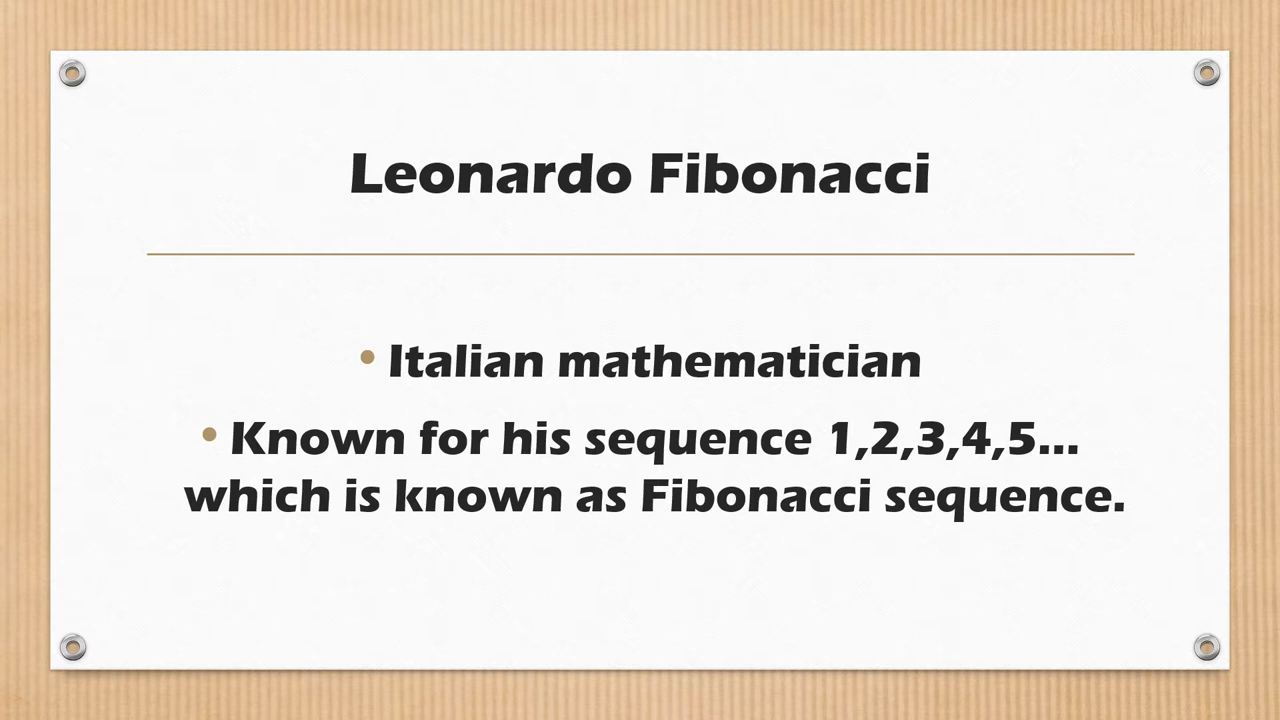 Leonardo Fibonacci
• Italian mathematician
• Known for his sequence 1,2,3,4,5…
which is known as Fibonacci sequence.